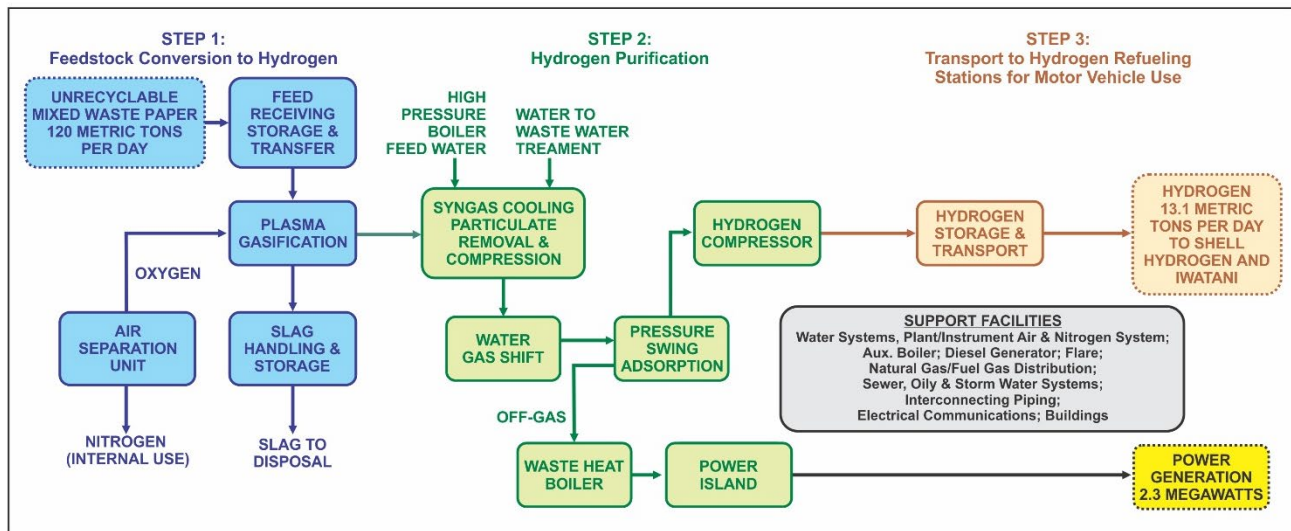 STEP 1:
Feedstock Conversion to Hydrogen
STEP 2:
Hydrogen Purification
STEP 3:
Transport to Hydrogen Refueling
Stations for Motor Vehicle Use
UNRECYCLABLE
MIXED WASTE PAPER
120 METRIC TONS
PER DAY
FEED
RECEIVING
STORAGE &
TRANSFER
HIGH
PRESSURE
BOILER
FEED WATER
WATER TO
WASTE WATER
TREAMENT
PLASMA
GASIFICATION
SYNGAS COOLING
PARTICULATE
REMOVAL &
COMPRESSION
HYDROGEN
COMPRESSOR
HYDROGEN
STORAGE &
TRANSPORT
HYDROGEN
13.1 METRIC
TONS PER DAY
TO SHELL
HYDROGEN AND
IWATANI
OXYGEN
AIR
SEPARATION
UNIT
SLAG
HANDLING &
STORAGE
WATER
GAS SHIFT
PRESSURE
SWING
ADSORPTION
SUPPORT FACILITIES
Water Systems, Plant/Instrument Air & Nitrogen System;
Aux. Boiler; Diesel Generator; Flare;
Natural Gas/Fuel Gas Distribution;
Sewer, Oily & Storm Water Systems;
Interconnecting Piping;
Electrical Communications; Buildings
OFF-GAS
NITROGEN
(INTERNAL USE)
SLAG TO
DISPOSAL
WASTE HEAT
BOILER
POWER
ISLAND
POWER
GENERATION
2.3 MEGAWATTS